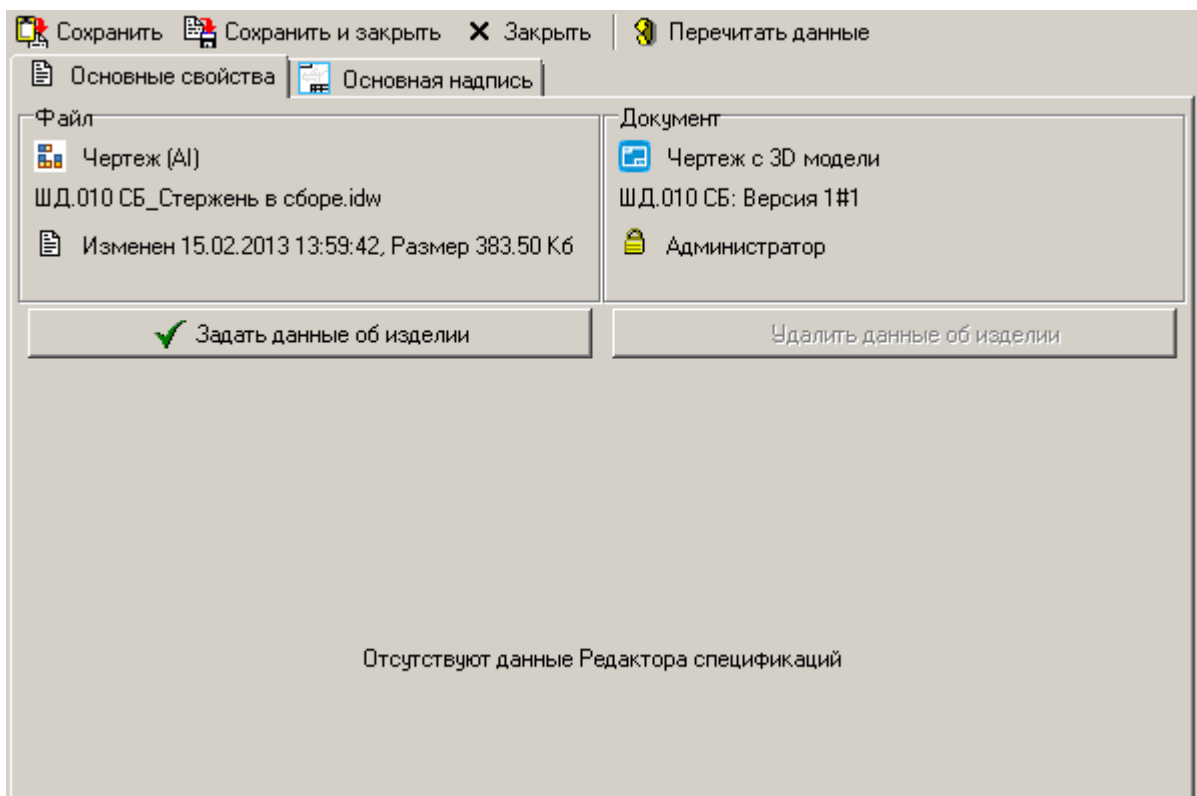 Сохранить Сохранить и закрыть Закрыть Перечитать данные
Основные свойства Основная надпись
Файл Документ
Чертеж (AI) Чертеж с 3D модели
ШД.010 СБ_Стержень в сборе.idw ШД.010 СБ: Версия 1#1
Изменен 15.02.2013 13:59:42, Размер 383.50 Кб Администратор
Задать данные об изделии Удалить данные об изделии
Отсутствуют данные Редактора спецификаций